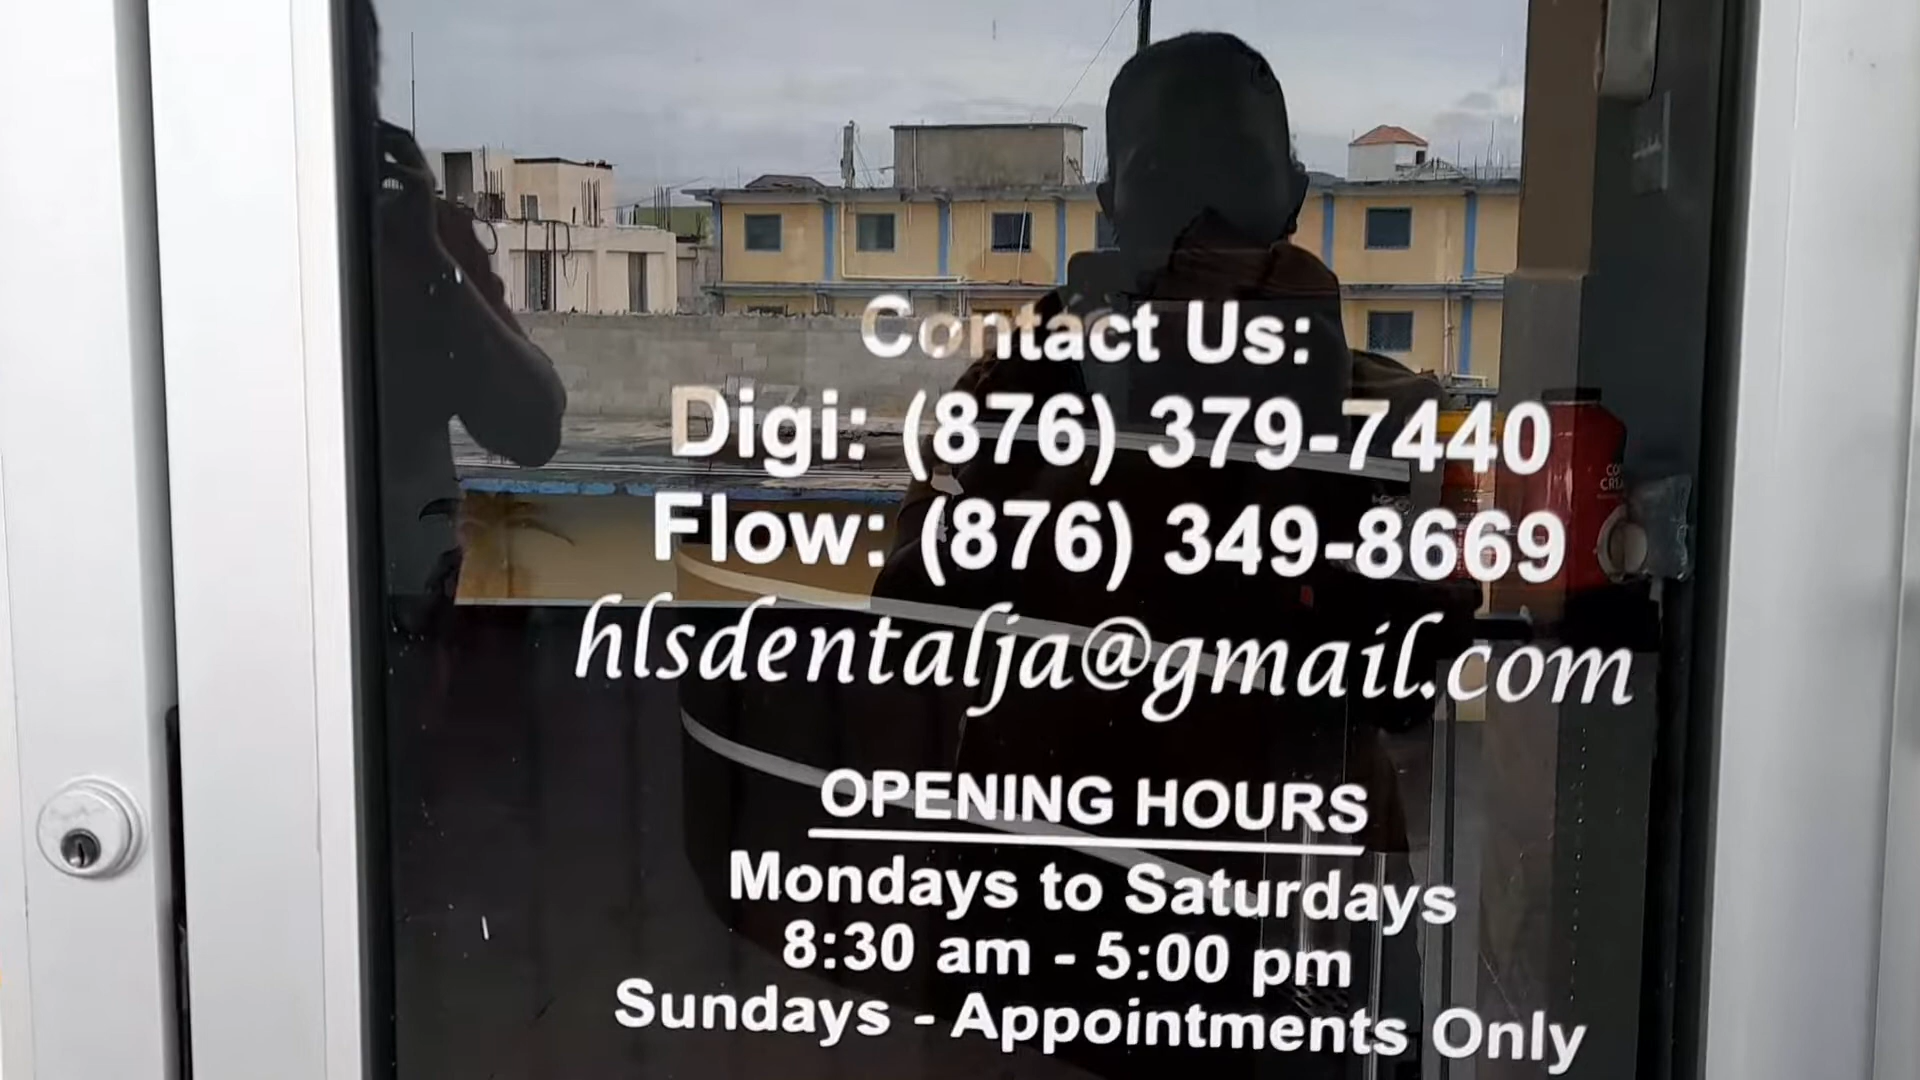 Contact Us:
Digi: (876) 379-7440
Flow: (876) 349-8669
hlsdentalja@gmail.com
OPENING HOURS
Mondays to Saturdays
8:30 am - 5:00 pm
Sundays - Appointments Only